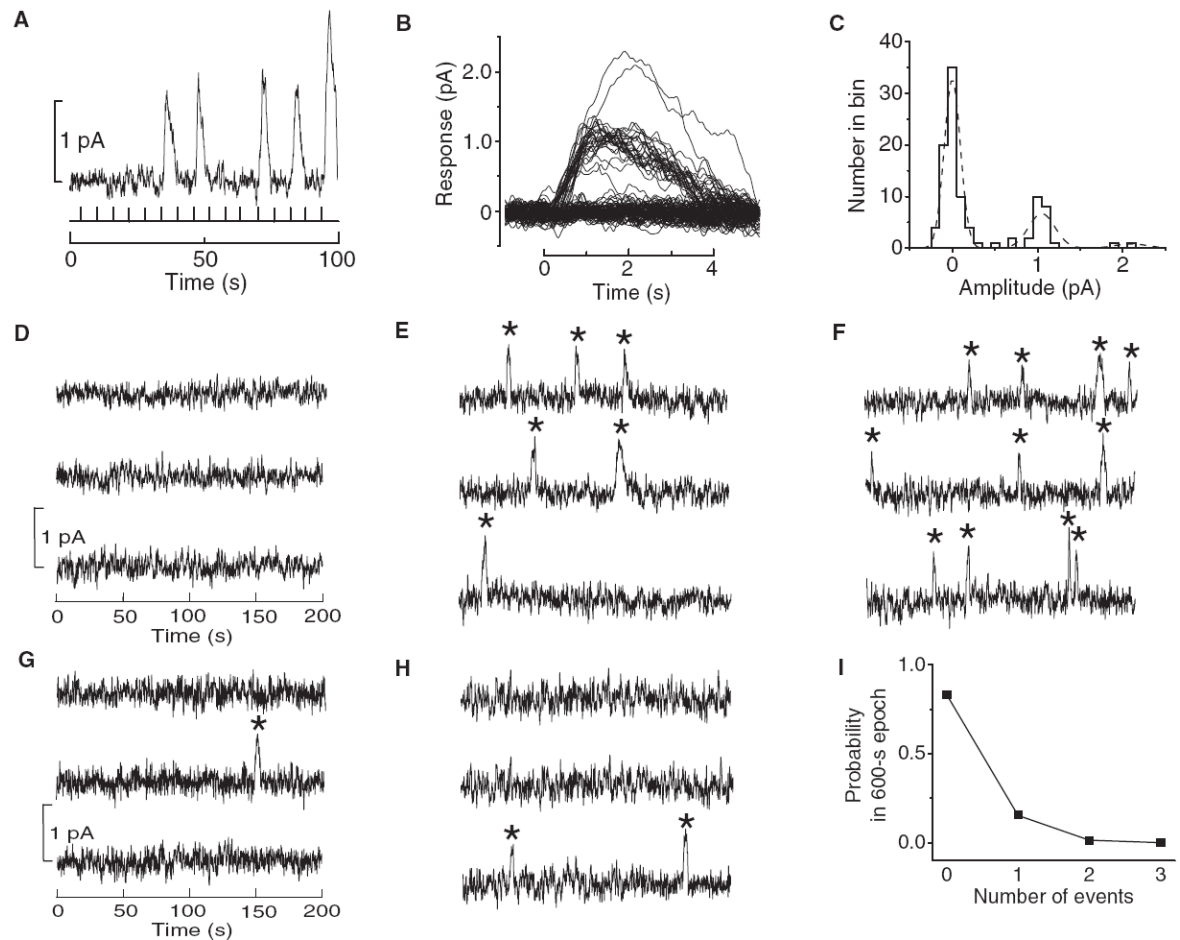 A
1 pA
0 50 100
Time (s)
B
Response (pA)
2.0
1.0
0
0 2 4
Time (s)
C
Number in bin
40
30
20
10
0
0 1 2
Amplitude (pA)
D
1 pA
0 50 100 150 200
Time (s)
E
* * *
* *
*
F
* * * *
* * *
* * * *
G
*
1 pA
0 50 100 150 200
Time (s)
H
* *
I
Probability
in 600-s epoch
1.0
0.5
0.0
0 1 2 3
Number of events